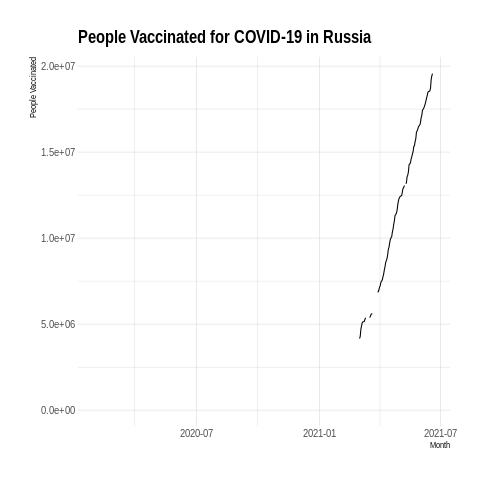 People Vaccinated for COVID-19 in Russia
People Vaccinated
2.0e+07
1.5e+07
1.0e+07
5.0e+06
0.0e+00
2020-07
2021-01
2021-07
Month